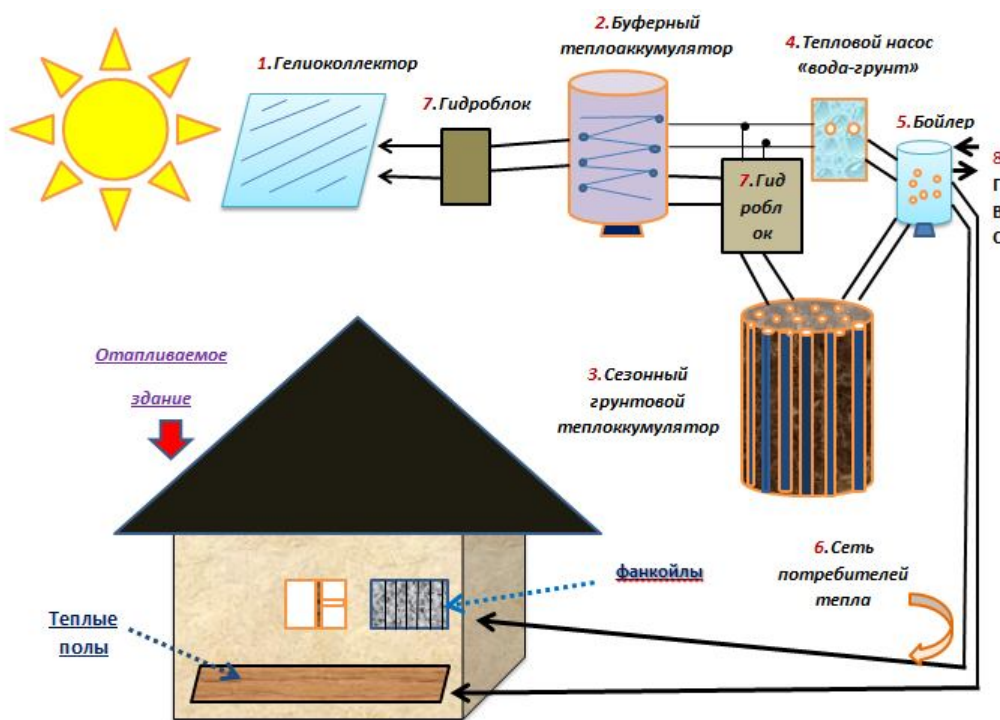 2.Буферный
теплоаккумулятор
4.Тепловой насос
«вода-грунт»
1.Гелиоколлектор
7.Гидроблок
5.Бойлер
8
7.Гид
робл
ок
Отапливаемое
здание
3.Сезонный
грунтовой
теплоккумулятор
6.Сеть
потребителей
тепла
фанкойлы
Теплые
полы